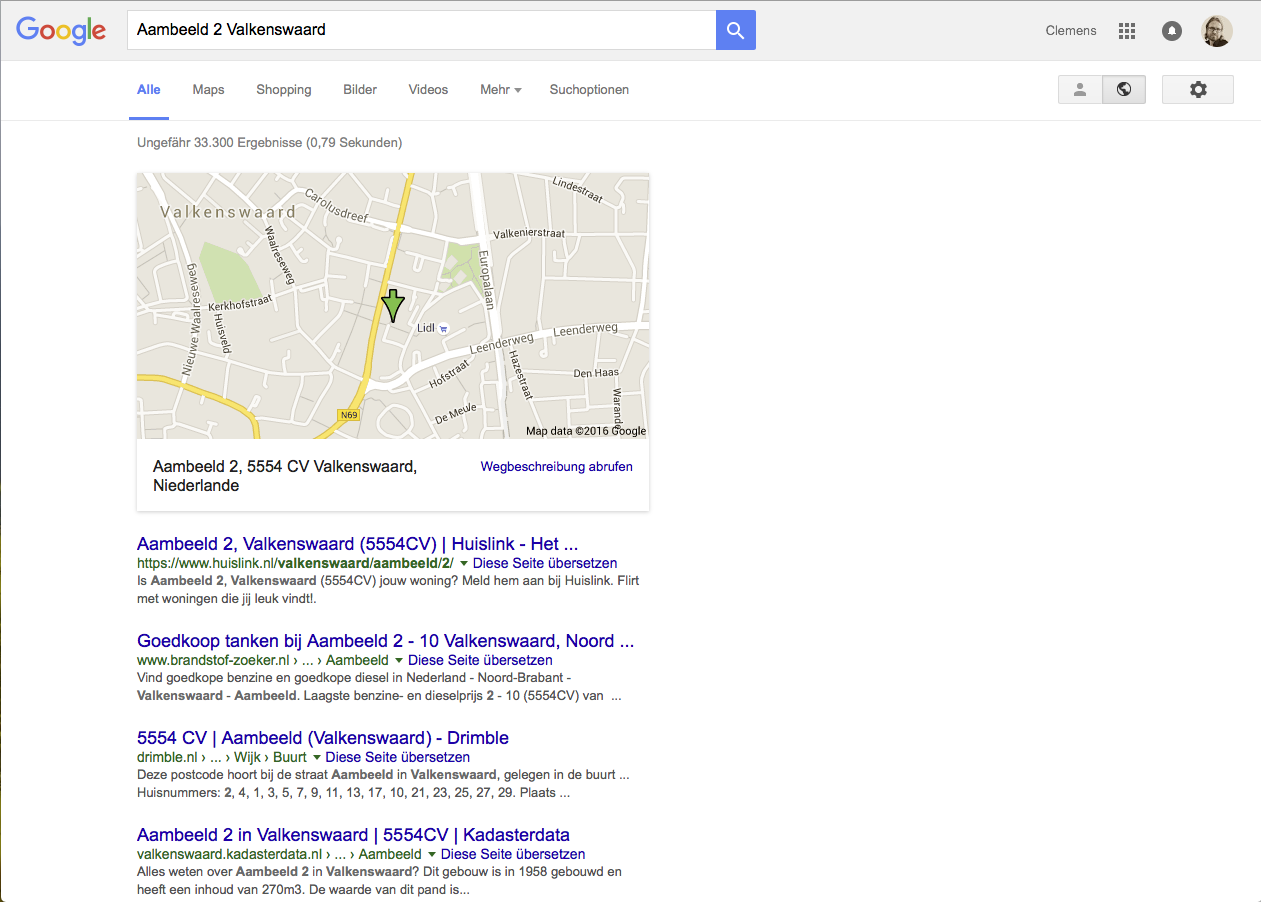 Google
Aambeeld 2 Valkenswaard
Clemens
Alle Maps Shopping Bilder Videos Mehr Suchoptionen
Ungefähr 33.300 Ergebnisse (0,79 Sekunden)
Lindestraat
Carolusdreef
Valkenswaard
Valkenierstraat
Waalreseweg
Europalaan
Nieuwe Waalreseweg
Kerkhofstraat
Huisveld
Lidl
Leenderweg
Leenderweg
Hofstraat
Hazestraat
Den Haas
Warande
De Meule
N69
Map data ©2016 Google
Aambeeld 2, 5554 CV Valkenswaard,
Niederlande
Wegbeschreibung abrufen
Aambeeld 2, Valkenswaard (5554CV) | Huislink - Het ...
https://www.huislink.nl/valkenswaard/aambeeld/2/ Diese Seite übersetzen
Is Aambeeld 2, Valkenswaard (5554CV) jouw woning? Meld hem aan bij Huislink. Flirt
met woningen die jij leuk vindt!.
Goedkoop tanken bij Aambeeld 2 - 10 Valkenswaard, Noord ...
www.brandstof-zoeker.nl › ... › Aambeeld Diese Seite übersetzen
Vind goedkope benzine en goedkope diesel in Nederland - Noord-Brabant -
Valkenswaard - Aambeeld. Laagste benzine- en dieselprijs 2 - 10 (5554CV) van ...
5554 CV | Aambeeld (Valkenswaard) - Drimble
drimble.nl › ... › Wijk › Buurt Diese Seite übersetzen
Deze postcode hoort bij de straat Aambeeld in Valkenswaard, gelegen in de buurt ...
Huisnummers: 2, 4, 1, 3, 5, 7, 9, 11, 13, 17, 10, 21, 23, 25, 27, 29. Plaats ...
Aambeeld 2 in Valkenswaard | 5554CV | Kadasterdata
valkenswaard.kadasterdata.nl › ... › Aambeeld Diese Seite übersetzen
Alles weten over Aambeeld 2 in Valkenswaard? Dit gebouw is in 1958 gebouwd en
heeft een inhoud van 270m3. De waarde van dit pand is...